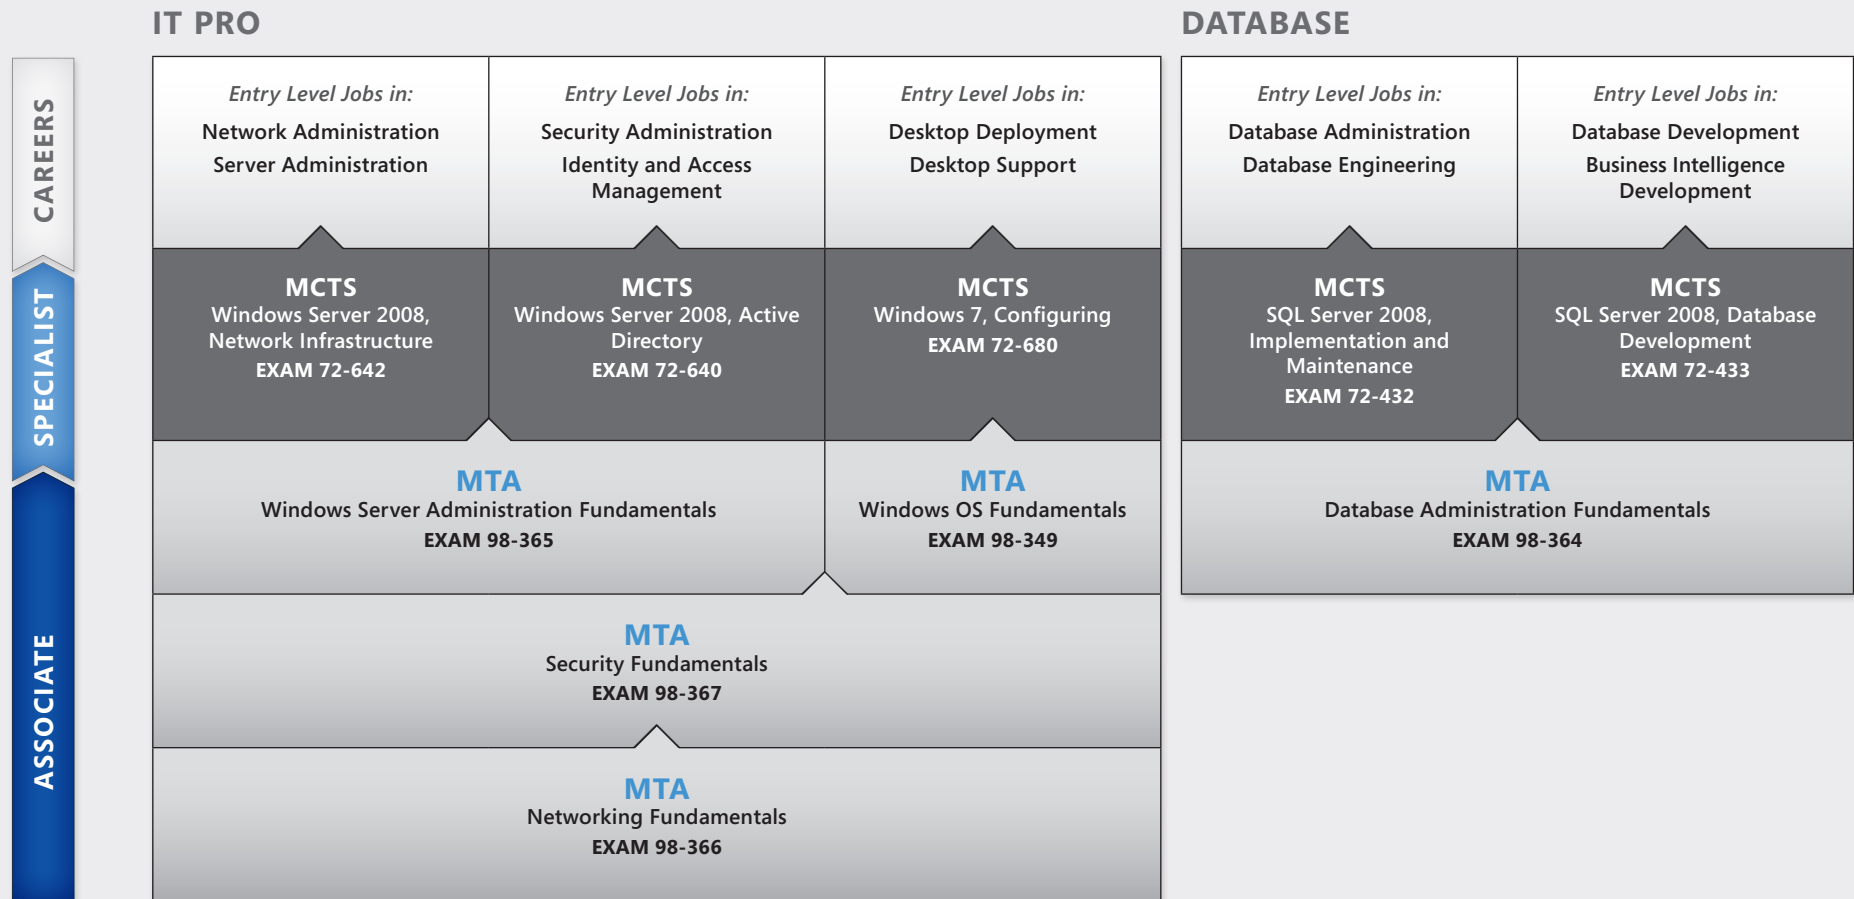 IT PRO
DATABASE
CAREERS
SPECIALIST
ASSOCIATE
Entry Level Jobs in:
Network Administration
Server Administration
Entry Level Jobs in:
Security Administration
Identity and Access
Management
Entry Level Jobs in:
Desktop Deployment
Desktop Support
Entry Level Jobs in:
Database Administration
Database Engineering
Entry Level Jobs in:
Database Development
Business Intelligence
Development
MCTS
Windows Server 2008,
Network Infrastructure
EXAM 72-642
MCTS
Windows Server 2008, Active
Directory
EXAM 72-640
MCTS
Windows 7, Configuring
EXAM 72-680
MCTS
SQL Server 2008,
Implementation and
Maintenance
EXAM 72-432
MCTS
SQL Server 2008, Database
Development
EXAM 72-433
MTA
Windows Server Administration Fundamentals
EXAM 98-365
MTA
Windows OS Fundamentals
EXAM 98-349
MTA
Database Administration Fundamentals
EXAM 98-364
MTA
Security Fundamentals
EXAM 98-367
MTA
Networking Fundamentals
EXAM 98-366